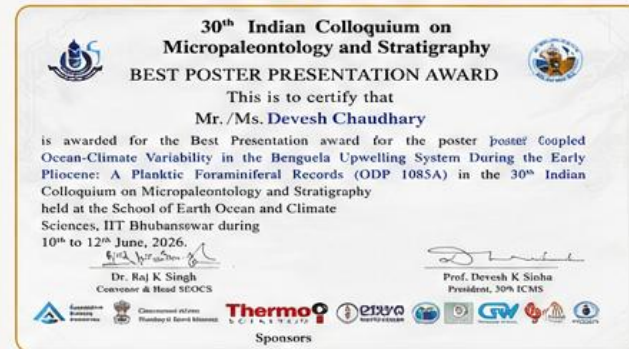 30th Indian Colloquium on
Micropaleontology and Stratigraphy
BEST POSTER PRESENTATION AWARD
This is to certify that
Mr./Ms. Devesh Chaudhary
is awarded for the Best Presentation award for the poster poster Coupled
Ocean-Climate Variability in the Benguela Upwelling System During the Early
Pliocene: A Planktic Foraminiferal Records (ODP 1085A) in the 30th Indian
Colloquium on Micropaleontology and Stratigraphy
held at the School of Earth Ocean and Climate
Sciences, IIT Bhubanswar during
10th to 12th June, 2026.
Dr. Raj K Singh
Convenor & Head SEOCS
Prof. Devesh K Sinha
President, 30th ICMS
Thermo
Sponsors